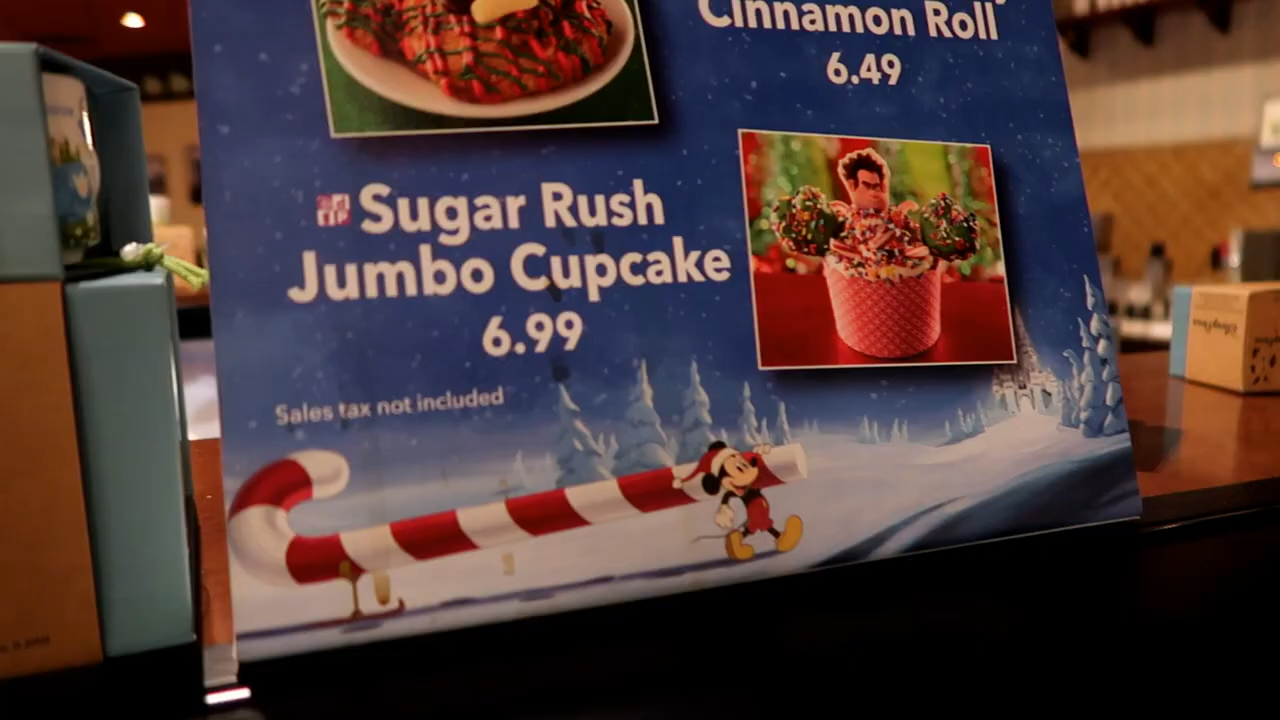 Cinnamon Roll
6.49
Sugar Rush
Jumbo Cupcake
6.99
Sales tax not included